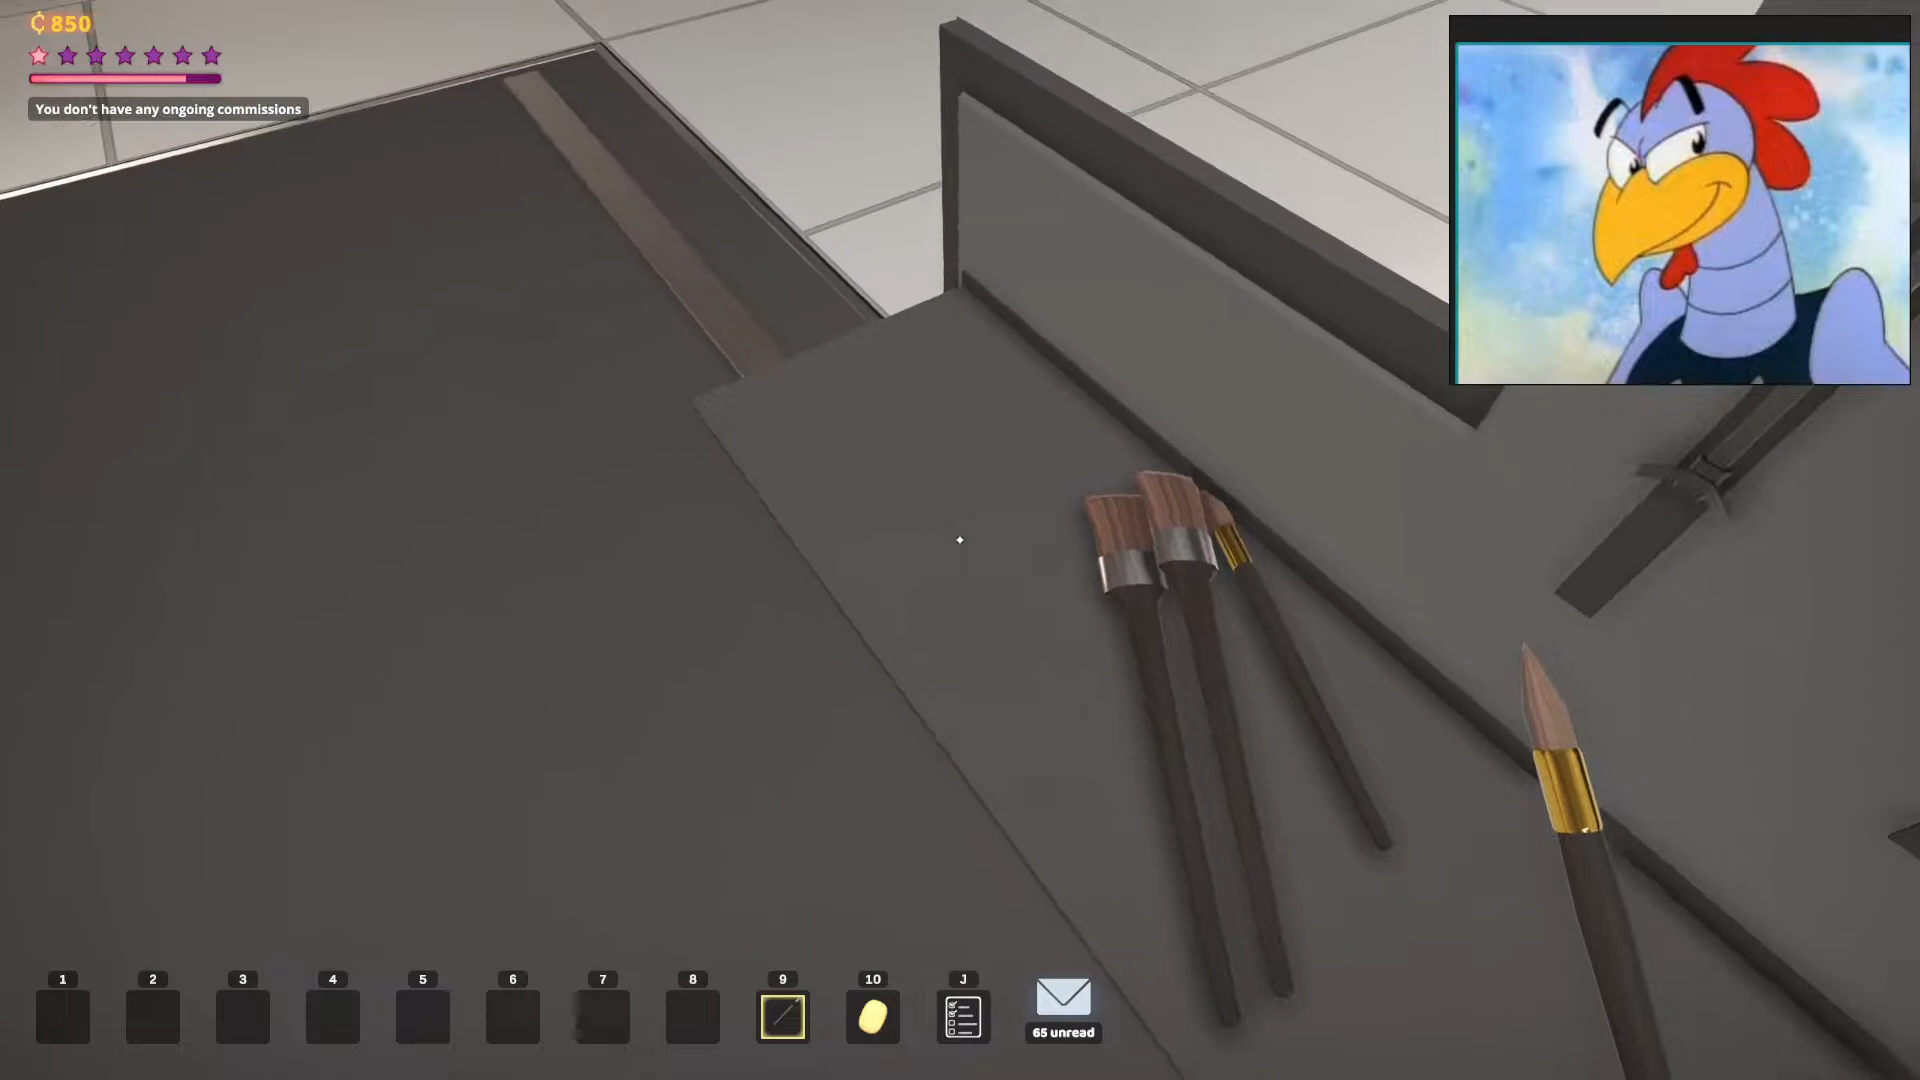 ₵ 850
You don't have any ongoing commissions
1 2 3 4 5 6 7 8 9 10 J
65 unread